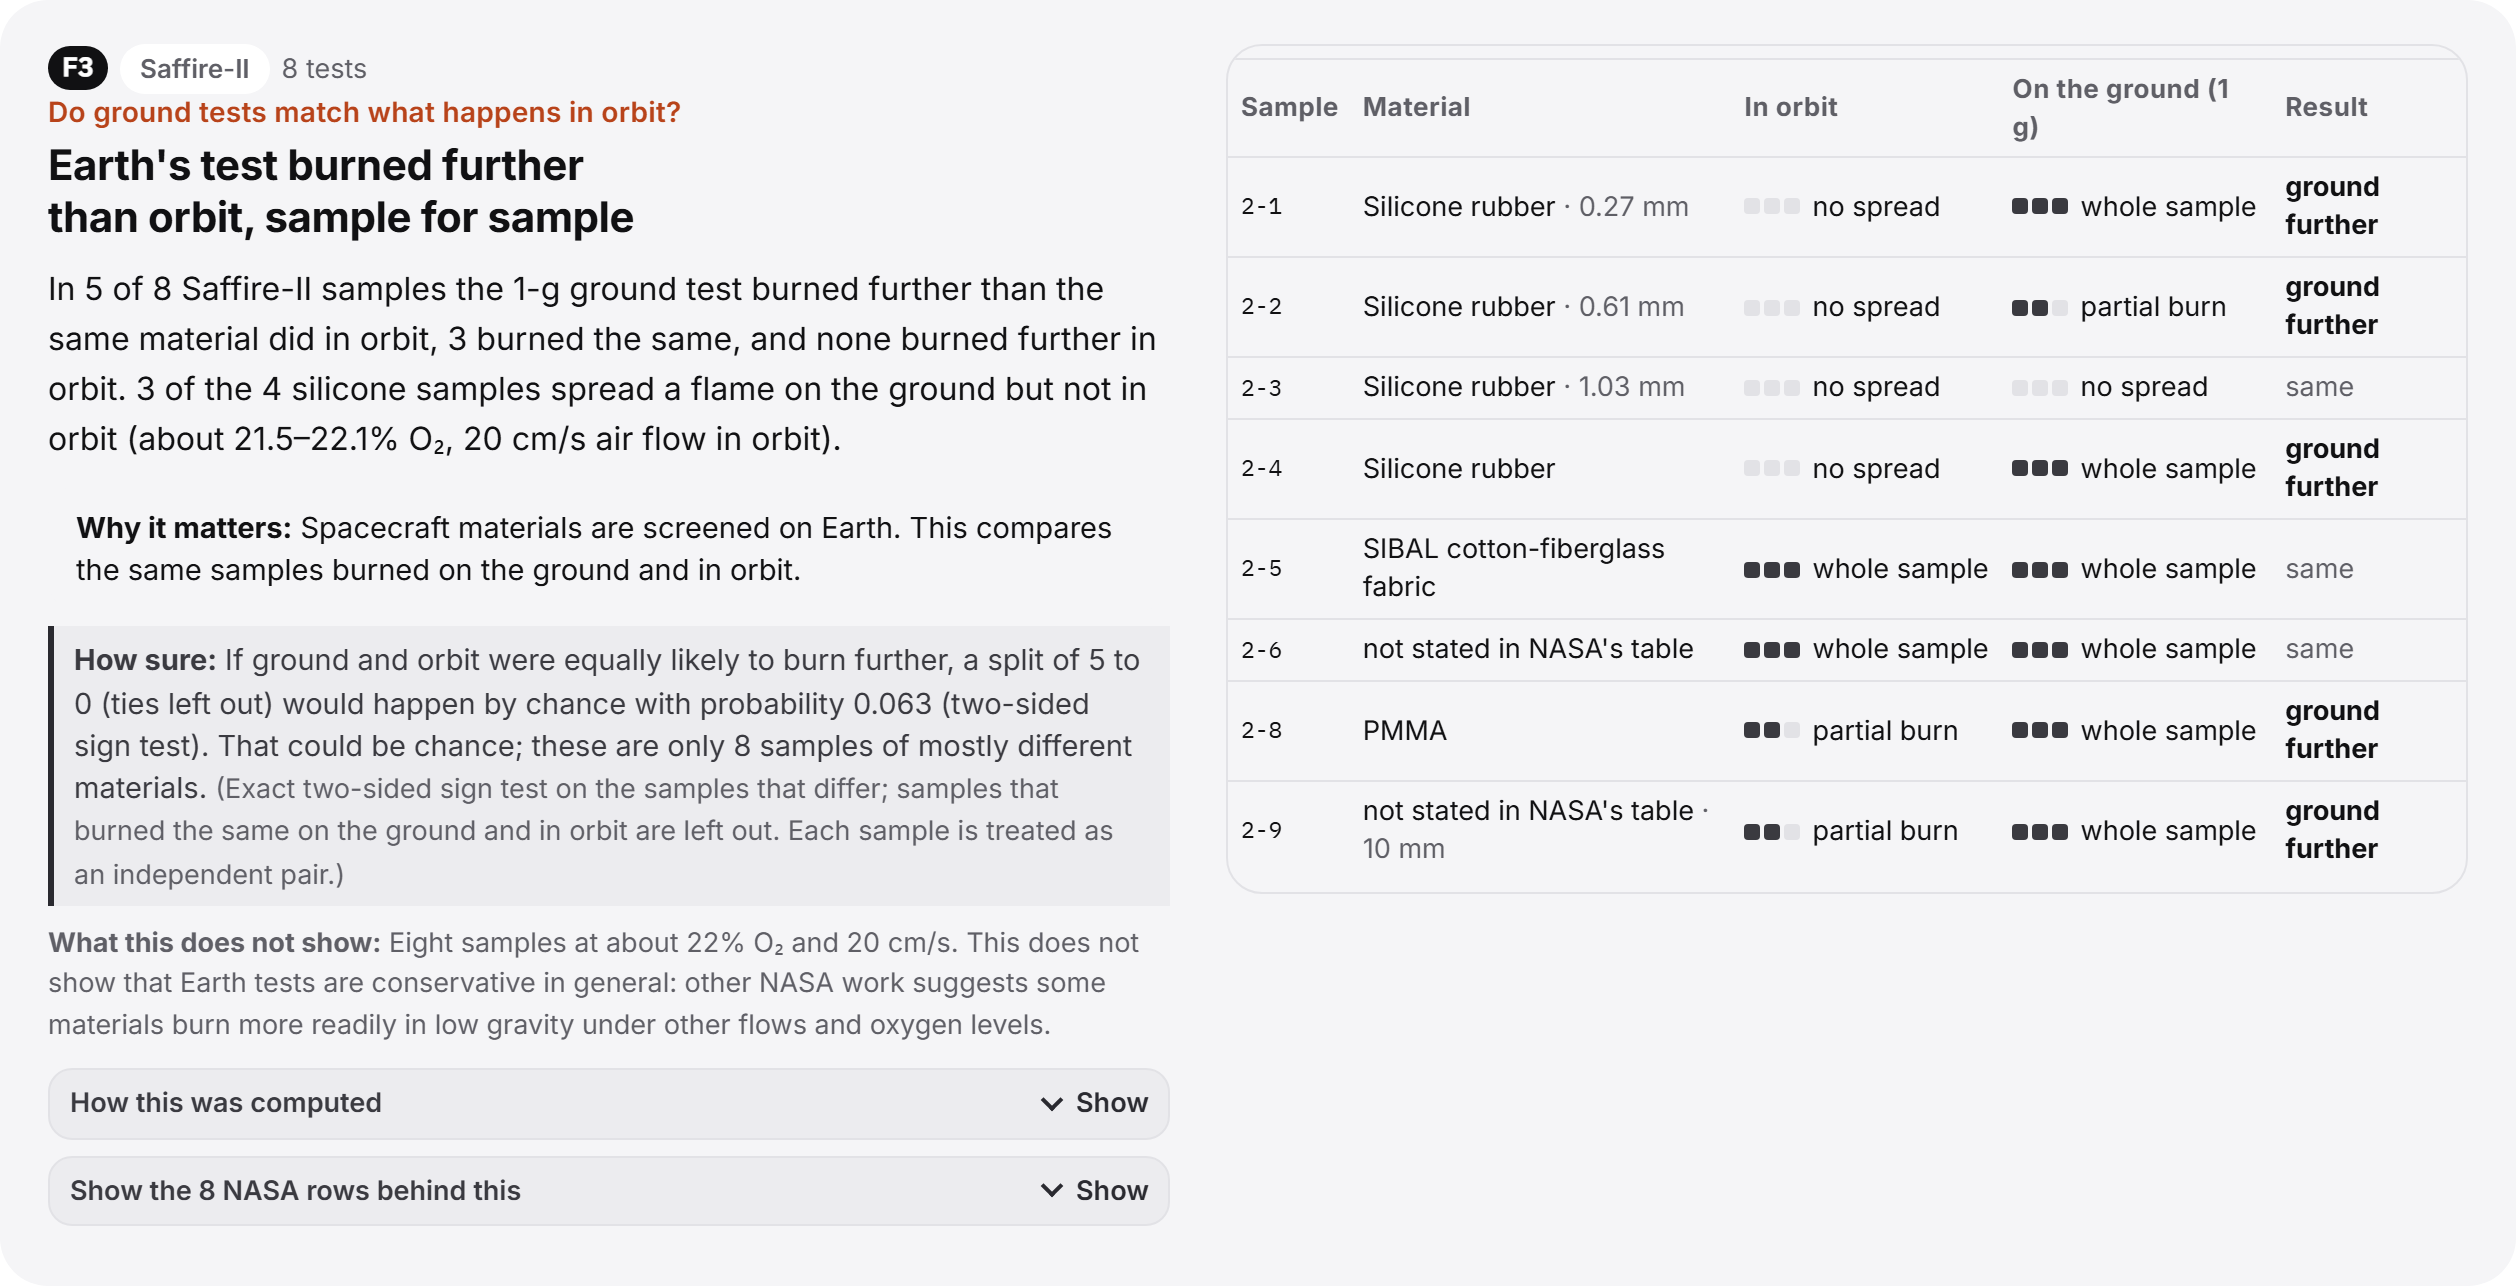 F3 Saffire-II 8 tests
Do ground tests match what happens in orbit?
Earth's test burned further
than orbit, sample for sample
In 5 of 8 Saffire-II samples the 1-g ground test burned further than the
same material did in orbit, 3 burned the same, and none burned further in
orbit. 3 of the 4 silicone samples spread a flame on the ground but not in
orbit (about 21.5–22.1% O₂, 20 cm/s air flow in orbit).
Why it matters: Spacecraft materials are screened on Earth. This compares
the same samples burned on the ground and in orbit.
How sure: If ground and orbit were equally likely to burn further, a split of 5 to
0 (ties left out) would happen by chance with probability 0.063 (two-sided
sign test). That could be chance; these are only 8 samples of mostly different
materials. (Exact two-sided sign test on the samples that differ; samples that
burned the same on the ground and in orbit are left out. Each sample is treated as
an independent pair.)
What this does not show: Eight samples at about 22% O₂ and 20 cm/s. This does not
show that Earth tests are conservative in general: other NASA work suggests some
materials burn more readily in low gravity under other flows and oxygen levels.
How this was computed Show
Show the 8 NASA rows behind this Show
Sample Material In orbit On the ground (1
g) Result
2-1 Silicone rubber · 0.27 mm no spread whole sample ground
further
2-2 Silicone rubber · 0.61 mm no spread partial burn ground
further
2-3 Silicone rubber · 1.03 mm no spread no spread same
2-4 Silicone rubber no spread whole sample ground
further
2-5 SIBAL cotton-fiberglass
fabric whole sample whole sample same
2-6 not stated in NASA's table whole sample whole sample same
2-8 PMMA partial burn whole sample ground
further
2-9 not stated in NASA's table ·
10 mm partial burn whole sample ground
further